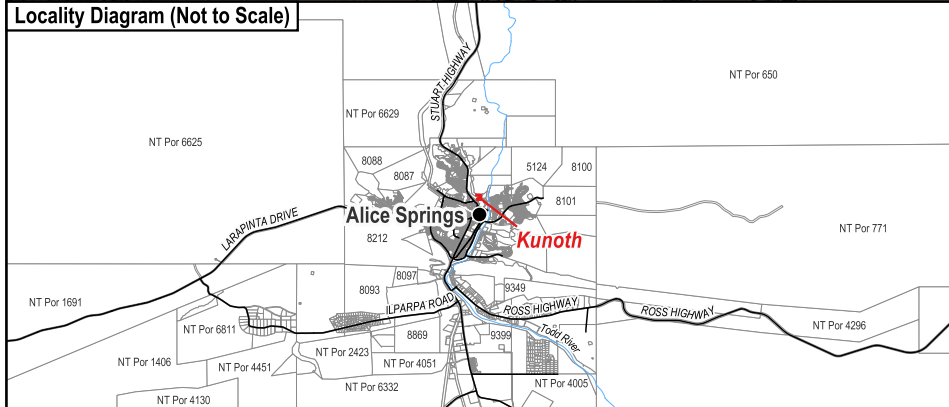 Locality Diagram (Not to Scale)
STUART HIGHWAY
NT Por 650
NT Por 6629
NT Por 6625
8088
8087
5124
8100
8101
Alice Springs
LARAPINTA DRIVE
Kunoth
NT Por 771
8212
8097
8093
9349
NT Por 1691
ILPARPA ROAD
ROSS HIGHWAY
ROSS HIGHWAY
NT Por 6811
8869
9399
Todd River
NT Por 4296
NT Por 1406
NT Por 4451
NT Por 2423
NT Por 4051
NT Por 6332
NT Por 4005
NT Por 4130